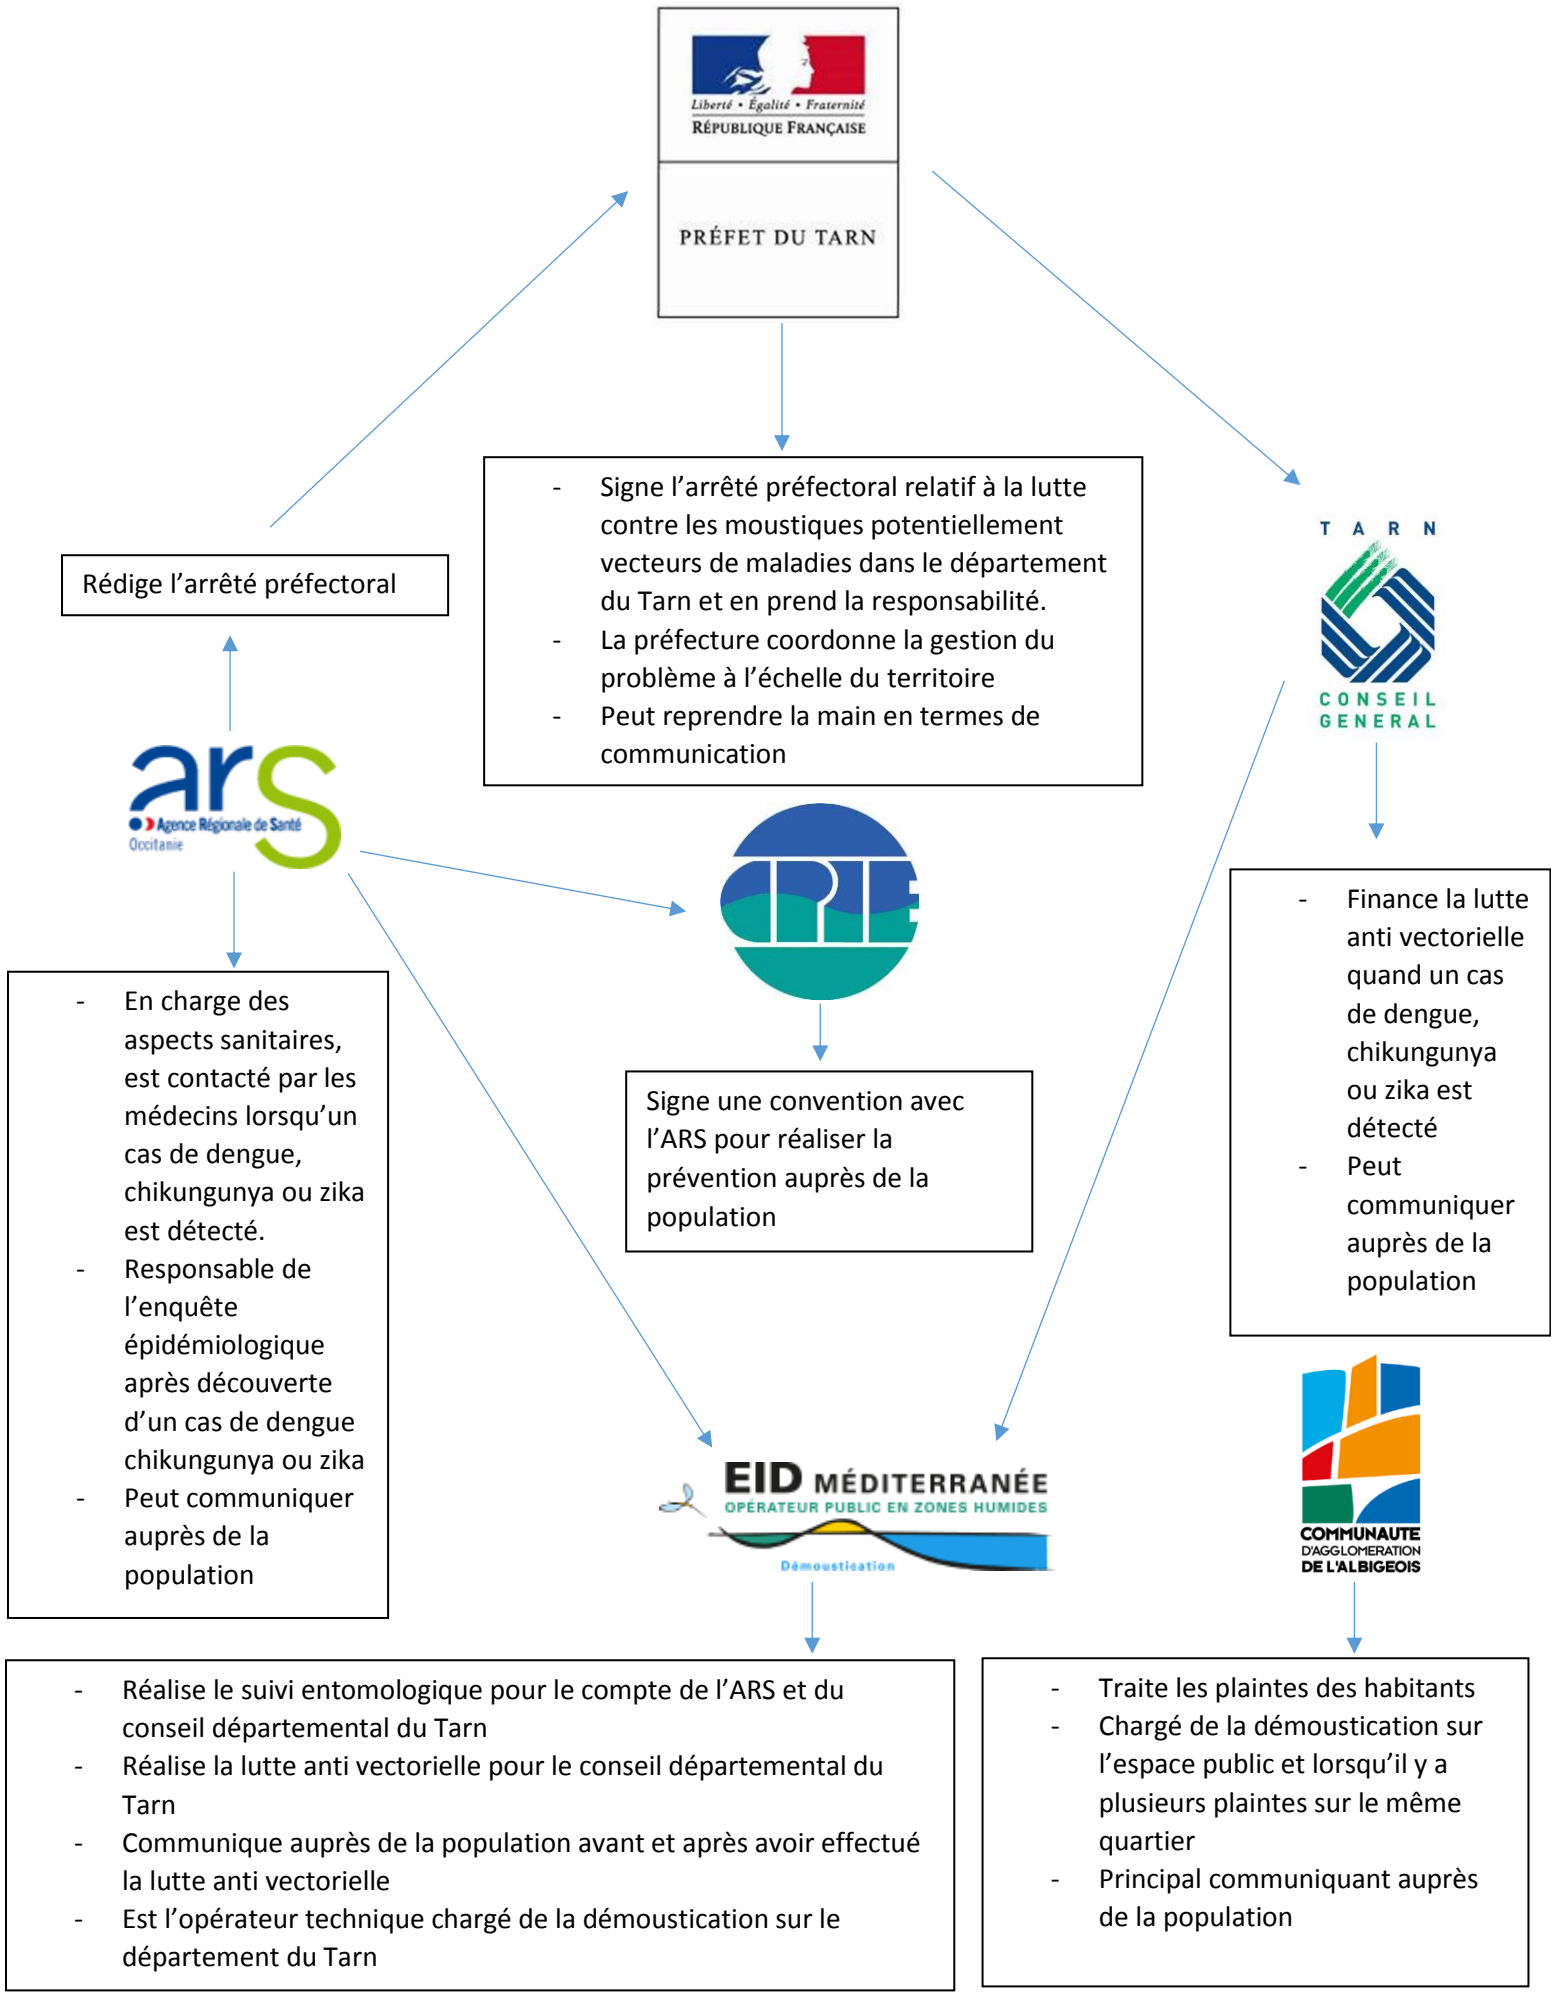 Liberté • Égalité • Fraternité
RÉPUBLIQUE FRANÇAISE
PRÉFET DU TARN
Rédige l’arrêté préfectoral
- Signe l’arrêté préfectoral relatif à la lutte
contre les moustiques potentiellement
vecteurs de maladies dans le département
du Tarn et en prend la responsabilité.
- La préfecture coordonne la gestion du
problème à l’échelle du territoire
- Peut reprendre la main en termes de
communication
TARN
CONSEIL
GENERAL
ars
Agence Régionale de Santé
Occitanie
CPIE
- En charge des
aspects sanitaires,
est contacté par les
médecins lorsqu’un
cas de dengue,
chikungunya ou zika
est détecté.
- Responsable de
l’enquête
épidémiologique
après découverte
d’un cas de dengue
chikungunya ou zika
- Peut communiquer
auprès de la
population
Signe une convention avec
l’ARS pour réaliser la
prévention auprès de la
population
- Finance la lutte
anti vectorielle
quand un cas
de dengue,
chikungunya
ou zika est
détecté
- Peut
communiquer
auprès de la
population
EID MÉDITERRANÉE
OPÉRATEUR PUBLIC EN ZONES HUMIDES
Démoustication
COMMUNAUTE
D'AGGLOMERATION
DE L'ALBIGEOIS
- Réalise le suivi entomologique pour le compte de l’ARS et du
conseil départemental du Tarn
- Réalise la lutte anti vectorielle pour le conseil départemental du
Tarn
- Communique auprès de la population avant et après avoir effectué
la lutte anti vectorielle
- Est l’opérateur technique chargé de la démoustication sur le
département du Tarn
- Traite les plaintes des habitants
- Chargé de la démoustication sur
l’espace public et lorsqu’il y a
plusieurs plaintes sur le même
quartier
- Principal communiquant auprès
de la population